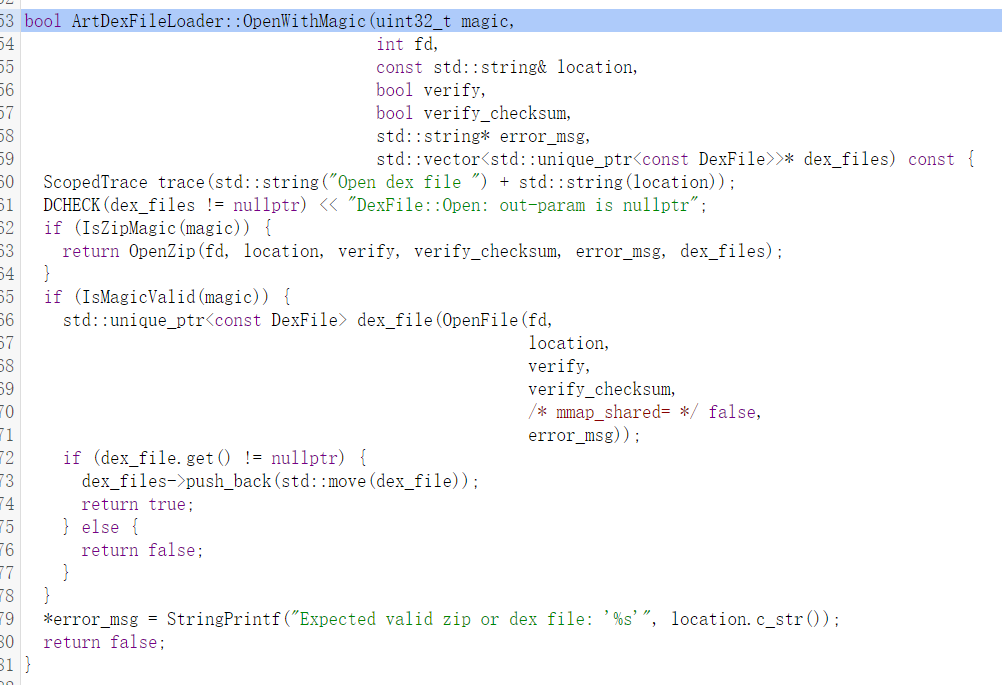 53 bool ArtDexFileLoader::OpenWithMagic(uint32_t magic,
54 int fd,
55 const std::string& location,
56 bool verify,
57 bool verify_checksum,
58 std::string* error_msg,
59 std::vector<std::unique_ptr<const DexFile>>* dex_files) const {
60 ScopedTrace trace(std::string("Open dex file ") + std::string(location));
61 DCHECK(dex_files != nullptr) << "DexFile::Open: out-param is nullptr";
62 if (IsZipMagic(magic)) {
63 return OpenZip(fd, location, verify, verify_checksum, error_msg, dex_files);
64 }
65 if (IsMagicValid(magic)) {
66 std::unique_ptr<const DexFile> dex_file(OpenFile(fd,
67 location,
68 verify,
69 verify_checksum,
70 /* mmap_shared= */ false,
71 error_msg));
72 if (dex_file.get() != nullptr) {
73 dex_files->push_back(std::move(dex_file));
74 return true;
75 } else {
76 return false;
77 }
78 }
79 *error_msg = StringPrintf("Expected valid zip or dex file: '%s'", location.c_str());
80 return false;
81 }